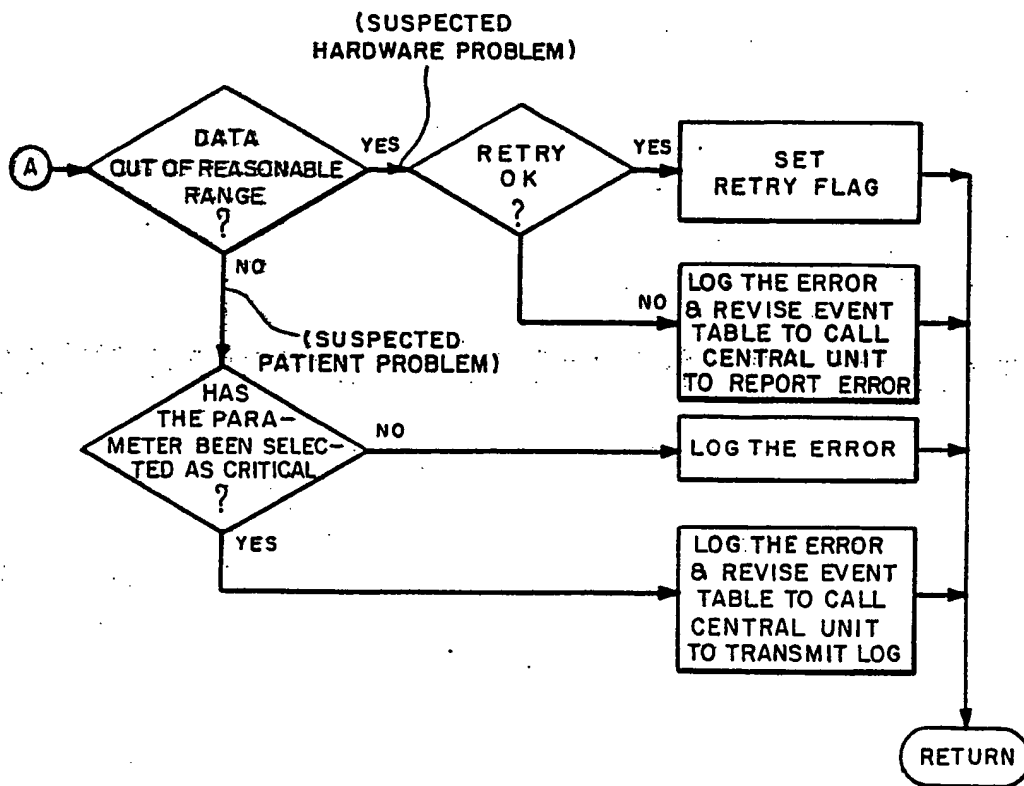 (SUSPECTED
HARDWARE PROBLEM)
A
DATA
OUT OF REASONABLE
RANGE
?
YES
RETRY
OK
?
YES
SET
RETRY FLAG
NO
(SUSPECTED
PATIENT PROBLEM)
NO
LOG THE ERROR
& REVISE EVENT
TABLE TO CALL
CENTRAL UNIT
TO REPORT ERROR
HAS
THE PARA-
METER BEEN SELEC-
TED AS CRITICAL
?
NO
LOG THE ERROR
YES
LOG THE ERROR
& REVISE EVENT
TABLE TO CALL
CENTRAL UNIT
TO TRANSMIT LOG
RETURN